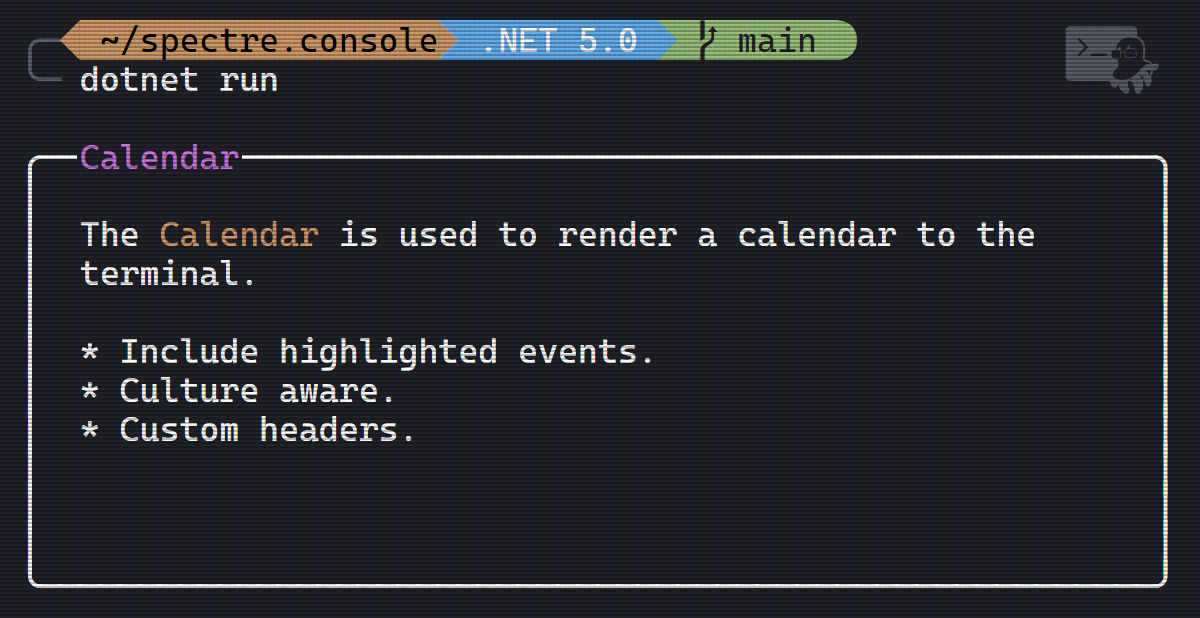 ~/spectre.console .NET 5.0 main
dotnet run
Calendar
The Calendar is used to render a calendar to the
terminal.
* Include highlighted events.
* Culture aware.
* Custom headers.